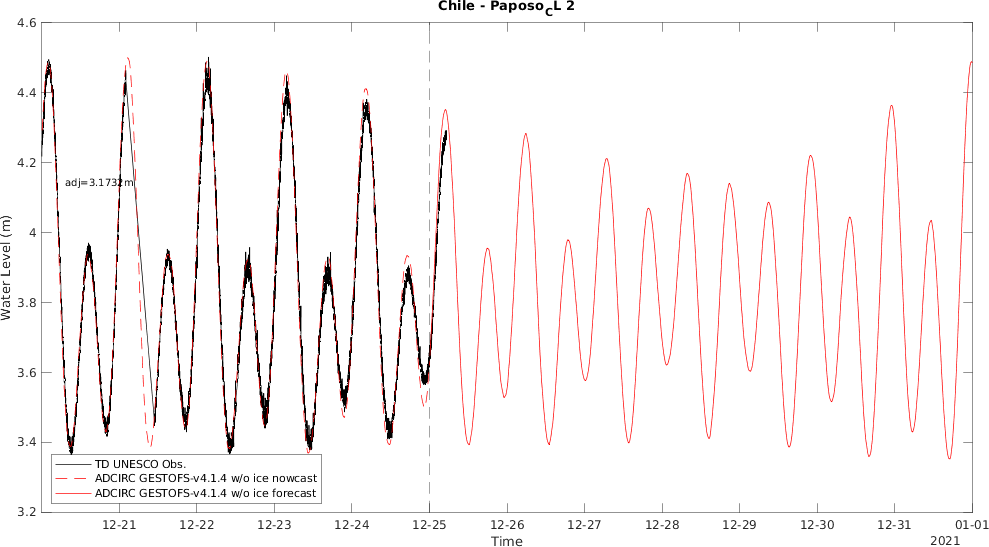 Chile - Paposo_CL 2
4.6
4.4
4.2
4
3.8
3.6
3.4
3.2
Water Level (m)
adj=3.1732m
TD UNESCO Obs.
ADCIRC GESTOFS-v4.1.4 w/o ice nowcast
ADCIRC GESTOFS-v4.1.4 w/o ice forecast
12-21 12-22 12-23 12-24 12-25 12-26 12-27 12-28 12-29 12-30 12-31 01-01
Time
2021